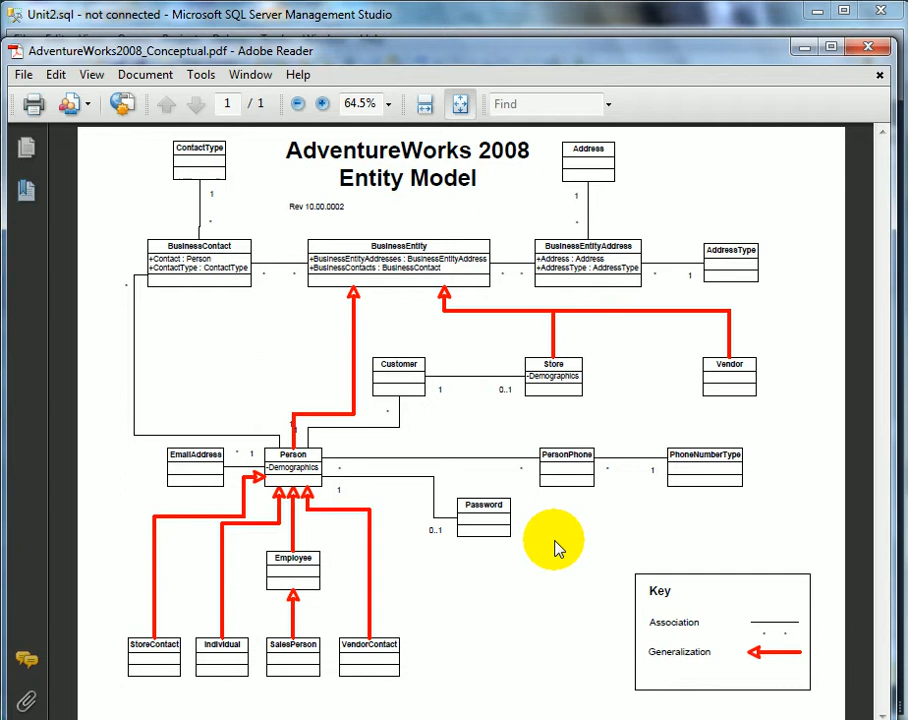 Unit2.sql - not connected - Microsoft SQL Server Management Studio
AdventureWorks2008_Conceptual.pdf - Adobe Reader
File Edit View Document Tools Window Help
1 / 1 64.5% Find
AdventureWorks 2008
Entity Model
Rev 10.00.0002
ContactType
Address
1
*
1
*
BusinessContact
+Contact : Person
+ContactType : ContactType
BusinessEntity
+BusinessEntityAddresses : BusinessEntityAddress
+BusinessContacts : BusinessContact
BusinessEntityAddress
+Address : Address
+AddressType : AddressType
AddressType
* * * * * 1
*
Customer
Store
-Demographics
Vendor
1 0..1
*
EmailAddress
* 1
Person
-Demographics
PersonPhone
PhoneNumberType
* * * 1
1
Password
0..1
Employee
StoreContact
Individual
SalesPerson
VendorContact
Key
Association
* *
Generalization